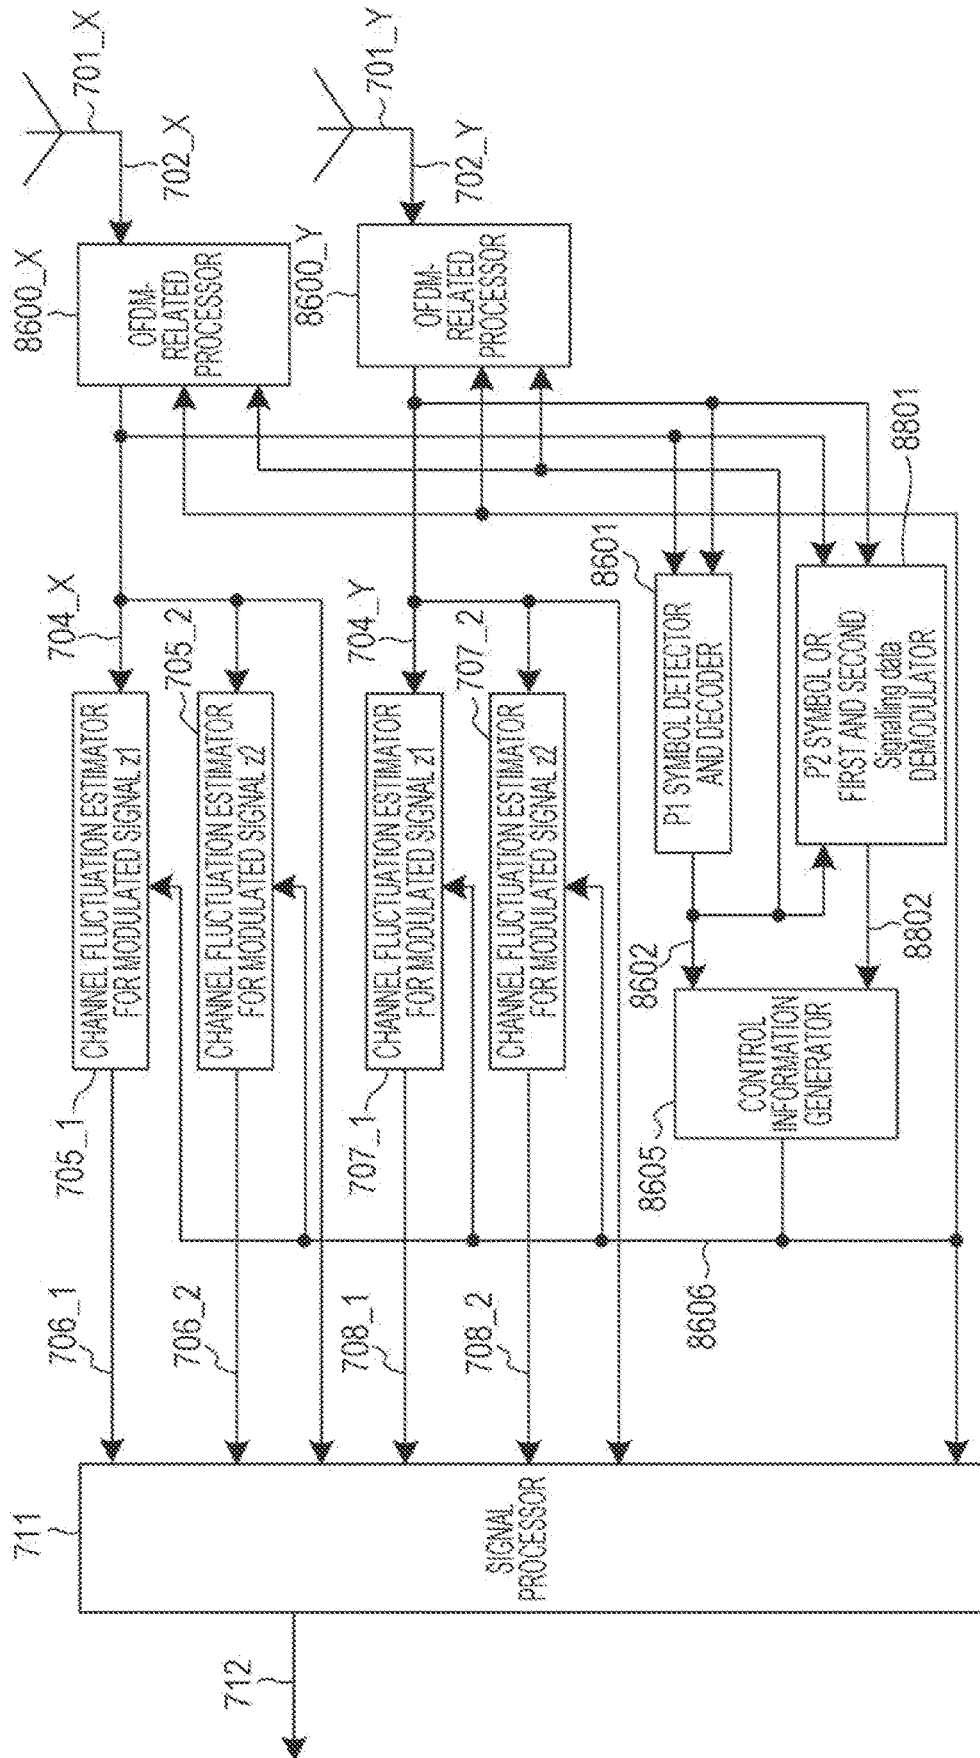 701_X
702_X
8600_X
OFDM-
RELATED
PROCESSOR
704_X
705_1
CHANNEL FLUCTUATION ESTIMATOR
FOR MODULATED SIGNAL z1
706_1
705_2
CHANNEL FLUCTUATION ESTIMATOR
FOR MODULATED SIGNAL z2
706_2
701_Y
702_Y
8600_Y
OFDM-
RELATED
PROCESSOR
704_Y
707_1
CHANNEL FLUCTUATION ESTIMATOR
FOR MODULATED SIGNAL z1
708_1
707_2
CHANNEL FLUCTUATION ESTIMATOR
FOR MODULATED SIGNAL z2
708_2
8601
P1 SYMBOL DETECTOR
AND DECODER
8602
8801
P2 SYMBOL OR
FIRST AND SECOND
Signalling data
DEMODULATOR
8802
8605
CONTROL
INFORMATION
GENERATOR
8606
711
SIGNAL
PROCESSOR
712